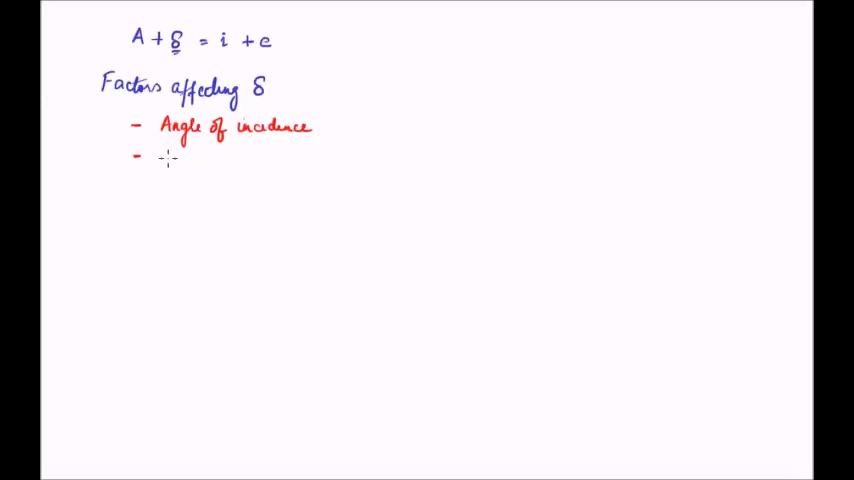 A + δ = i + e
Factors affecting δ
- Angle of incidence
-